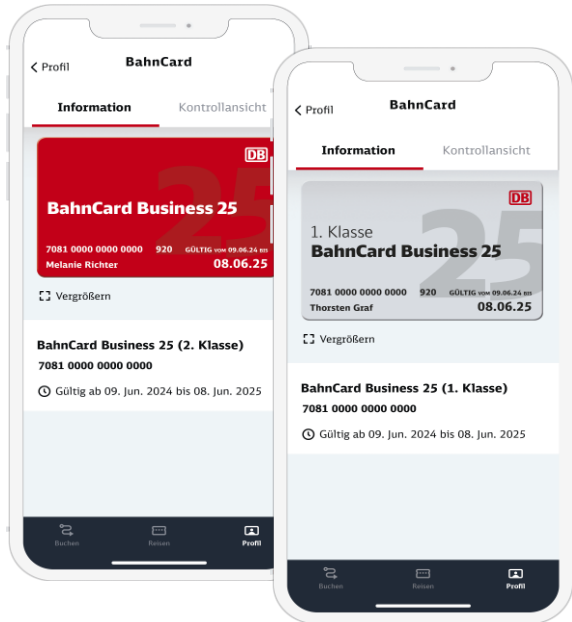 Profil
BahnCard
Information
Kontrollansicht
DB
25
BahnCard Business 25
7081 0000 0000 0000 920 GÜLTIG VOM 09.06.24 BIS
Melanie Richter 08.06.25
Vergrößern
BahnCard Business 25 (2. Klasse)
7081 0000 0000 0000
Gültig ab 09. Jun. 2024 bis 08. Jun. 2025
Buchen
Reisen
Profil
Profil
BahnCard
Information
Kontrollansicht
DB
25
1. Klasse
BahnCard Business 25
7081 0000 0000 0000 920 GÜLTIG VOM 09.06.24 BIS
Thorsten Graf 08.06.25
Vergrößern
BahnCard Business 25 (1. Klasse)
7081 0000 0000 0000
Gültig ab 09. Jun. 2024 bis 08. Jun. 2025
Buchen
Reisen
Profil